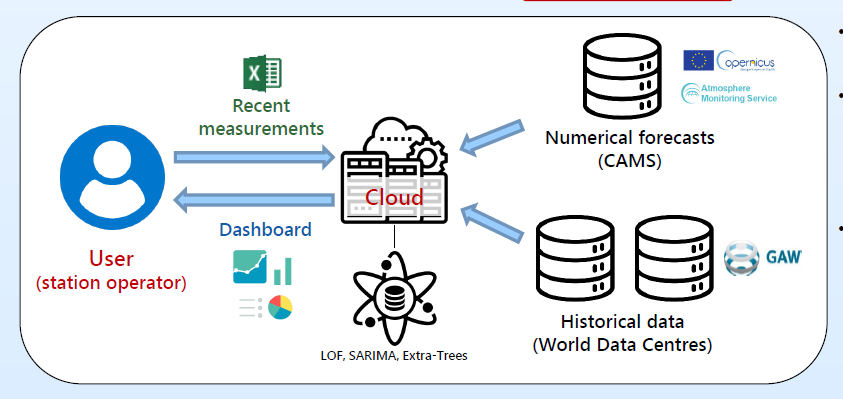 Recent
measurements
User
(station operator)
Dashboard
Cloud
LOF, SARIMA, Extra-Trees
opernicus
Atmosphere
Monitoring Service
Numerical forecasts
(CAMS)
GAW
Historical data
(World Data Centres)